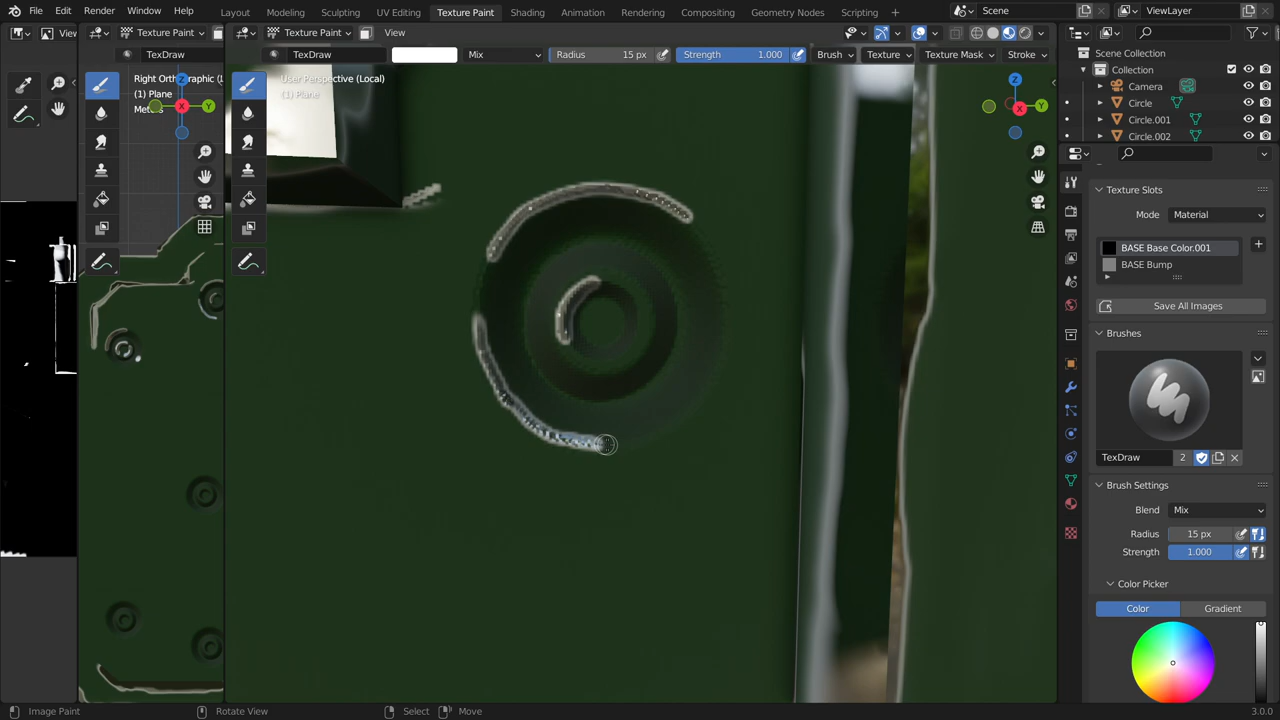 File Edit Render Window Help Layout Modeling Sculpting UV Editing Texture Paint Shading Animation Rendering Compositing Geometry Nodes Scripting Scene ViewLayer
Texture Paint Texture Paint View
TexDraw TexDraw Mix Radius 15 px Strength 1.000 Brush Texture Texture Mask Stroke
Right Orthographic (L
(1) Plane
User Perspective (Local)
(1) Plane
Z
X
Y
Z
X
Y
Scene Collection
Collection
Camera
Circle
Circle.001
Circle.002
Texture Slots
Mode Material
BASE Base Color.001
BASE Bump
Save All Images
Brushes
TexDraw 2
Brush Settings
Blend Mix
Radius 15 px
Strength 1.000
Color Picker
Color Gradient
Image Paint Rotate View Select Move 3.0.0